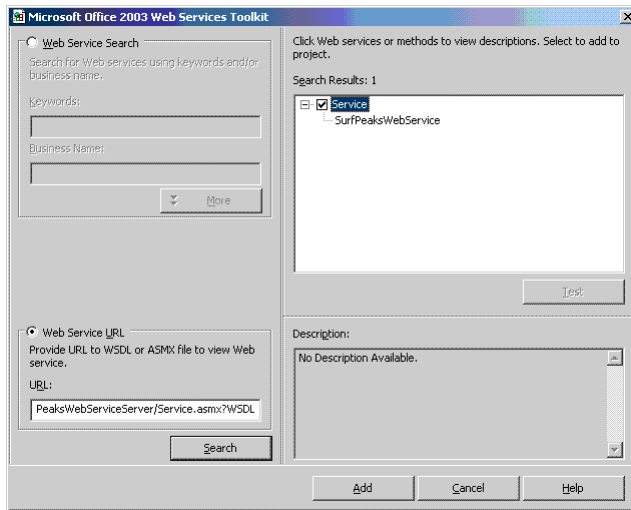 Microsoft Office 2003 Web Services Toolkit
Web Service Search
Search for Web services using keywords and/or
business name.
Keywords:
Business Name:
More
Web Service URL
Provide URL to WSDL or ASMX file to view Web
service.
URL:
PeaksWebServiceServer/Service.asmx?WSDL
Search
Click Web services or methods to view descriptions. Select to add to
project.
Search Results: 1
Service
SurfPeaksWebService
Test
Description:
No Description Available.
Add
Cancel
Help